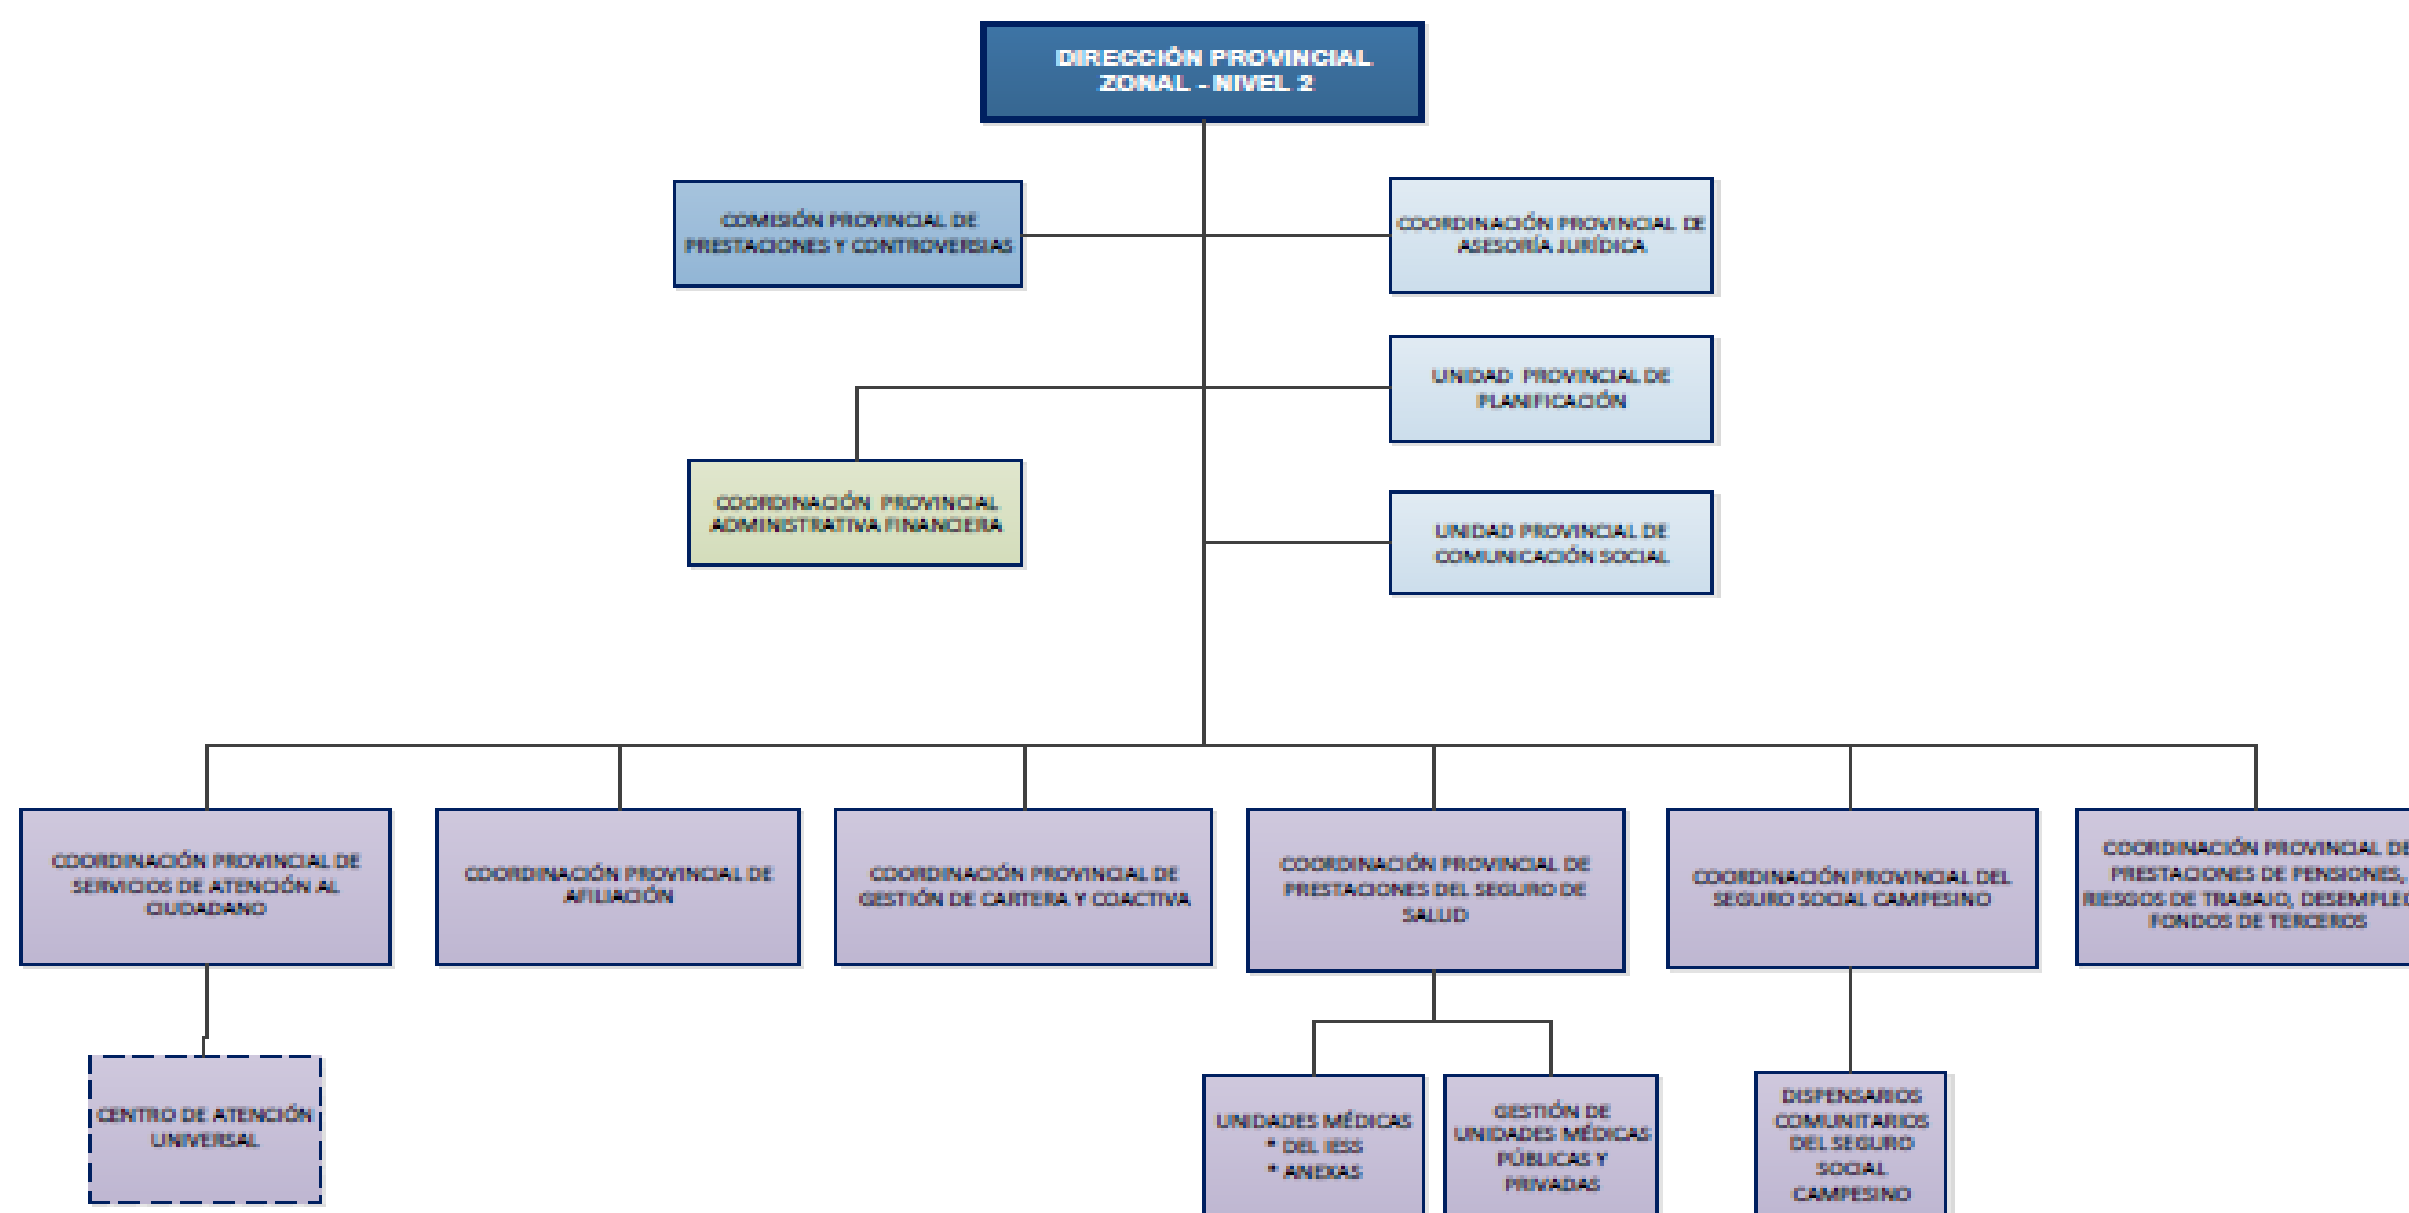 DIRECCIÓN PROVINCIAL
ZONAL - NIVEL 2
COMISIÓN PROVINCIAL DE
PRESTACIONES Y CONTROVERSIAS
COORDINACIÓN PROVINCIAL DE
ASESORÍA JURÍDICA
UNIDAD PROVINCIAL DE
PLANIFICACIÓN
COORDINACIÓN PROVINCIAL
ADMINISTRATIVA FINANCIERA
UNIDAD PROVINCIAL DE
COMUNICACIÓN SOCIAL
COORDINACIÓN PROVINCIAL DE
SERVICIOS DE ATENCIÓN AL
CIUDADANO
COORDINACIÓN PROVINCIAL DE
AFILIACIÓN
COORDINACIÓN PROVINCIAL DE
GESTIÓN DE CARTERA Y COACTIVA
COORDINACIÓN PROVINCIAL DE
PRESTACIONES DEL SEGURO DE
SALUD
COORDINACIÓN PROVINCIAL DEL
SEGURO SOCIAL CAMPESINO
COORDINACIÓN PROVINCIAL DE
PRESTACIONES DE PENSIONES,
RIESGOS DE TRABAJO, DESEMPLEO
FONDOS DE TERCEROS
CENTRO DE ATENCIÓN
UNIVERSAL
UNIDADES MÉDICAS
* DEL IESS
* ANEXAS
GESTIÓN DE
UNIDADES MÉDICAS
PÚBLICAS Y
PRIVADAS
DISPENSARIOS
COMUNITARIOS
DEL SEGURO
SOCIAL
CAMPESINO